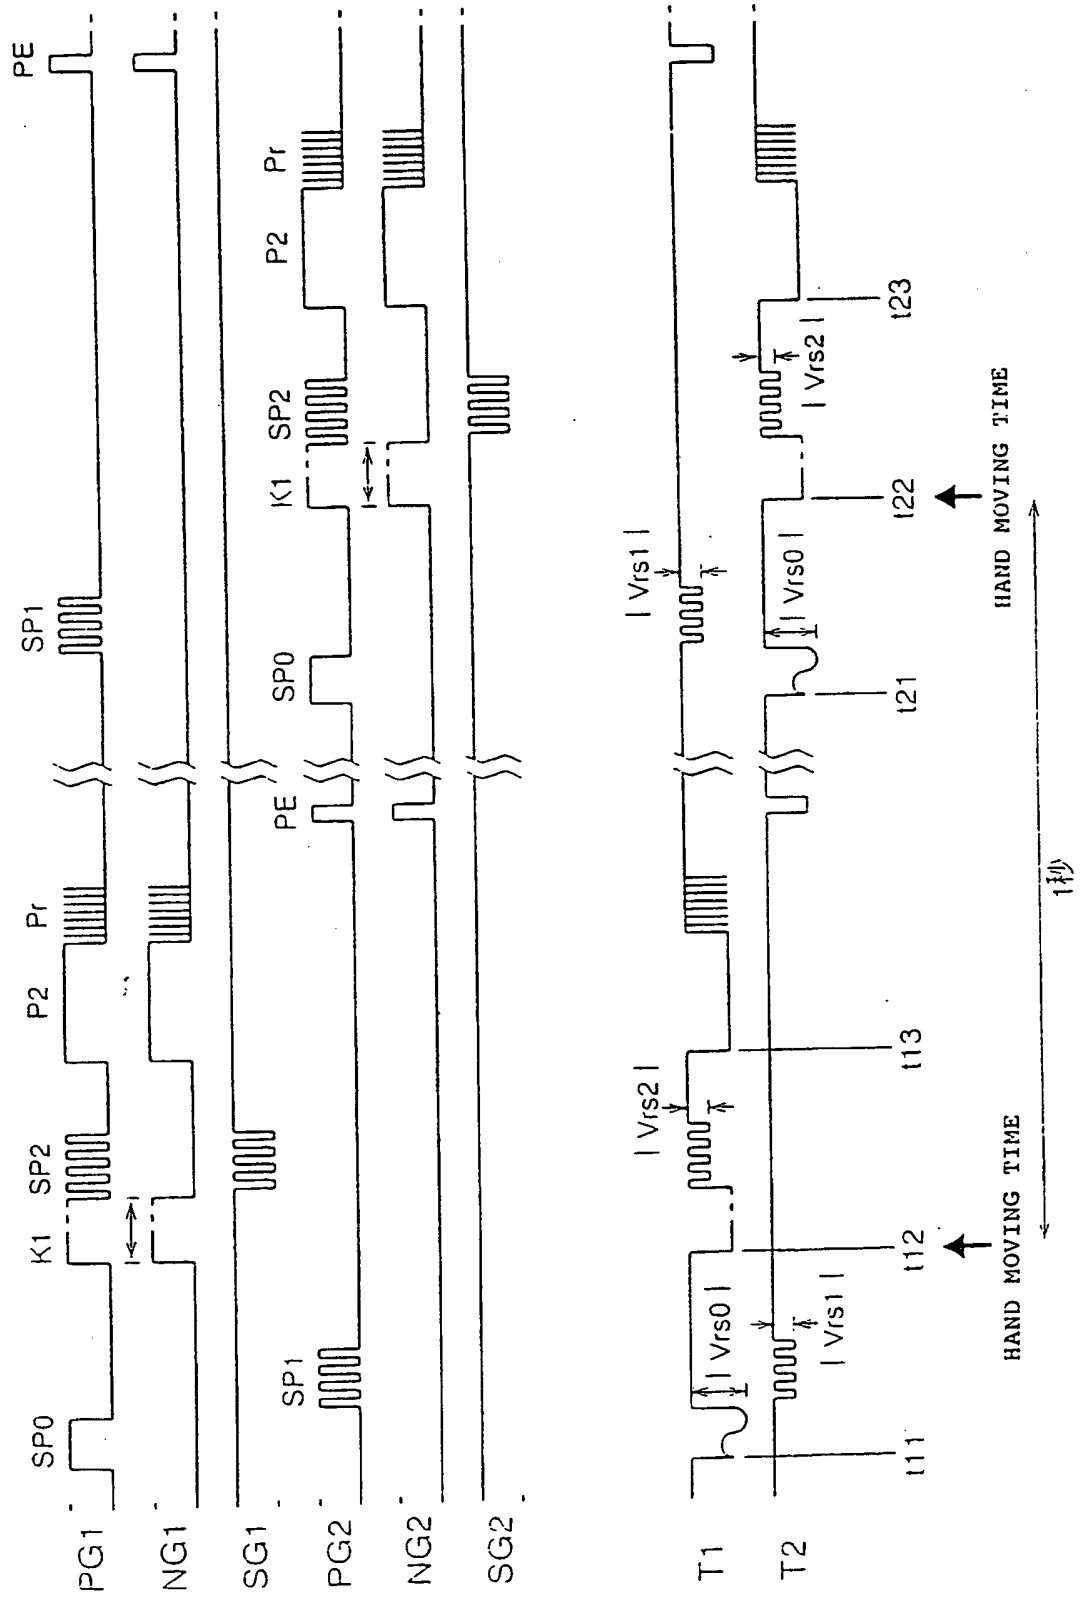 PG1 SP0 K1 SP2 P2 Pr SP1 PE
NG1
SG1
PG2 SP1 PE SP0 K1 SP2 P2 Pr
NG2
SG2
T1 | Vrs0 | | Vrs2 | | Vrs1 |
T2 | Vrs1 | | Vrs0 | | Vrs2 |
t11 t12 t13 t21 t22 t23
HAND MOVING TIME HAND MOVING TIME
1秒